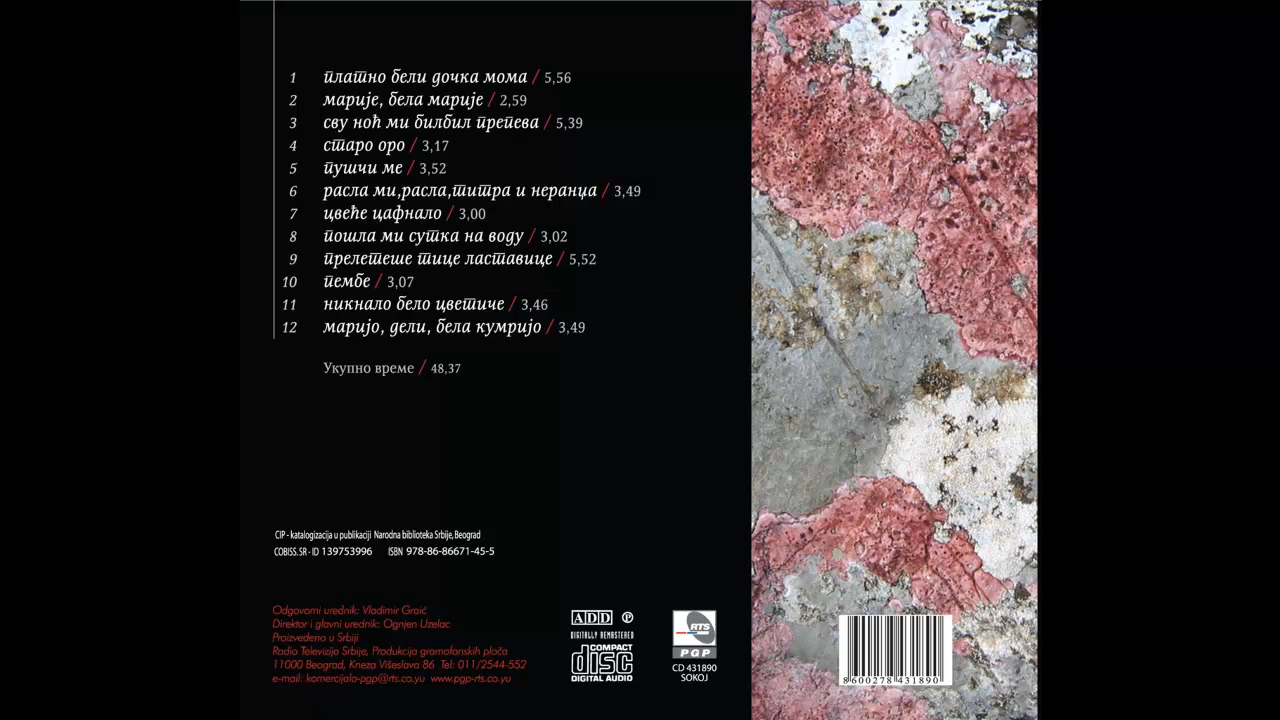 1 платно бели дочка мома / 5,56
2 марије, бела марије / 2,59
3 сву ноћ ми билбил препева / 5,39
4 старо оро / 3,17
5 пушчи ме / 3,52
6 расла ми,расла,титра и неранџа / 3,49
7 цвеће цафнало / 3,00
8 пошла ми сутка на воду / 3,02
9 прелетеше тице ластавице / 5,52
10 пембе / 3,07
11 никнало бело цветиче / 3,46
12 маријо, дели, бела кумријо / 3,49
Укупно време / 48,37
CIP - katalogizacija u publikaciji Narodna biblioteka Srbije, Beograd
COBISS. SR - ID 139753996 ISBN 978-86-86671-45-5
Odgovorni urednik: Vladimir Graić
Direktor i glavni urednik: Ognjen Uzelac
Proizvedeno u Srbiji
Radio Televizija Srbije, Produkcija gramofonskih ploča
11000 Beograd, Kneza Višeslava 86 Tel: 011/2544-552
e-mail: komercijala-pgp@rts.co.yu www.pgp-rts.co.yu
ADD ℗
DIGITALLY REMASTERED
COMPACT
disc
DIGITAL AUDIO
RTS
PGP
CD 431890
SOKOJ
8 600278 431890